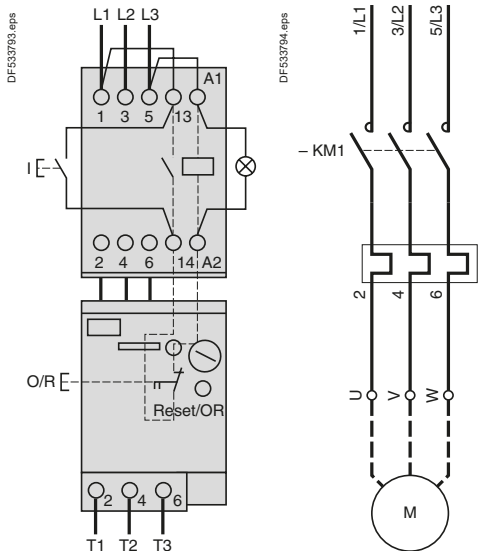 DF533793.eps
L1 L2 L3
A1
1 3 5 13
I
2 4 6 14 A2
O/R
Reset/OR
2 4 6
T1 T2 T3
DF533794.eps
1/L1 3/L2 5/L3
– KM1
2 4 6
U V W
M